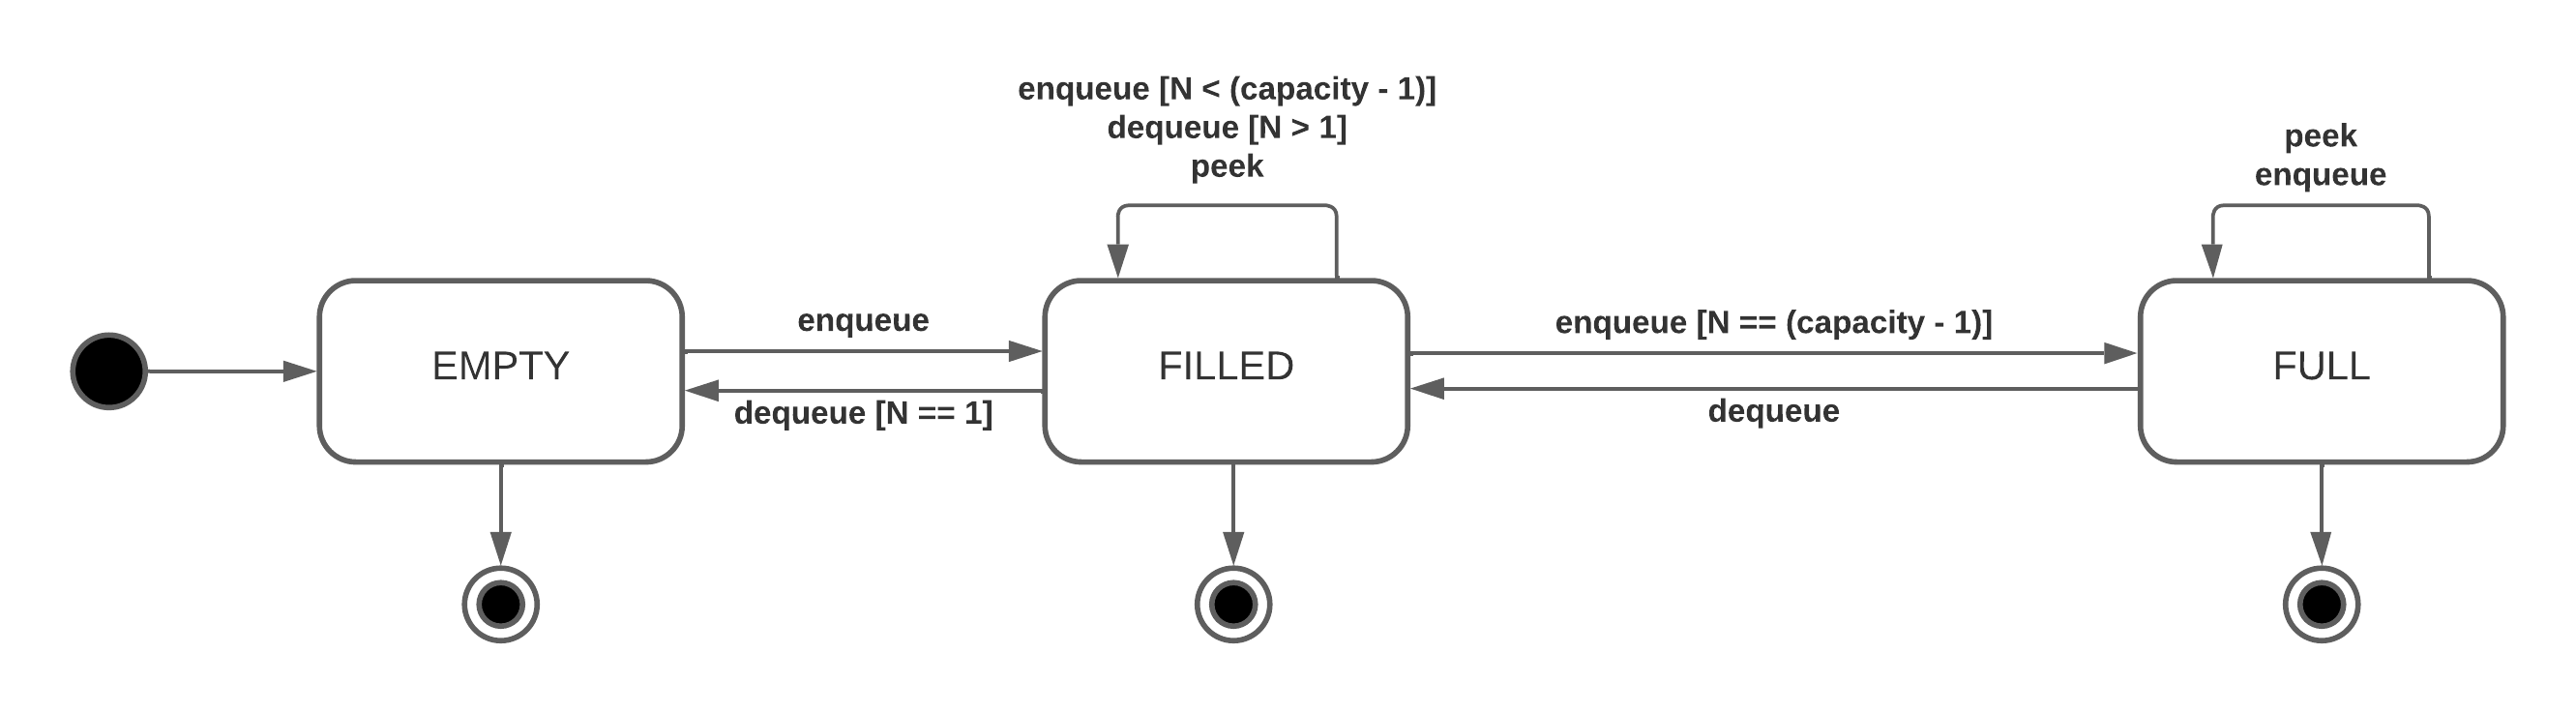 enqueue [N < (capacity - 1)]
dequeue [N > 1]
peek
peek
enqueue
EMPTY
enqueue
dequeue [N == 1]
FILLED
enqueue [N == (capacity - 1)]
dequeue
FULL